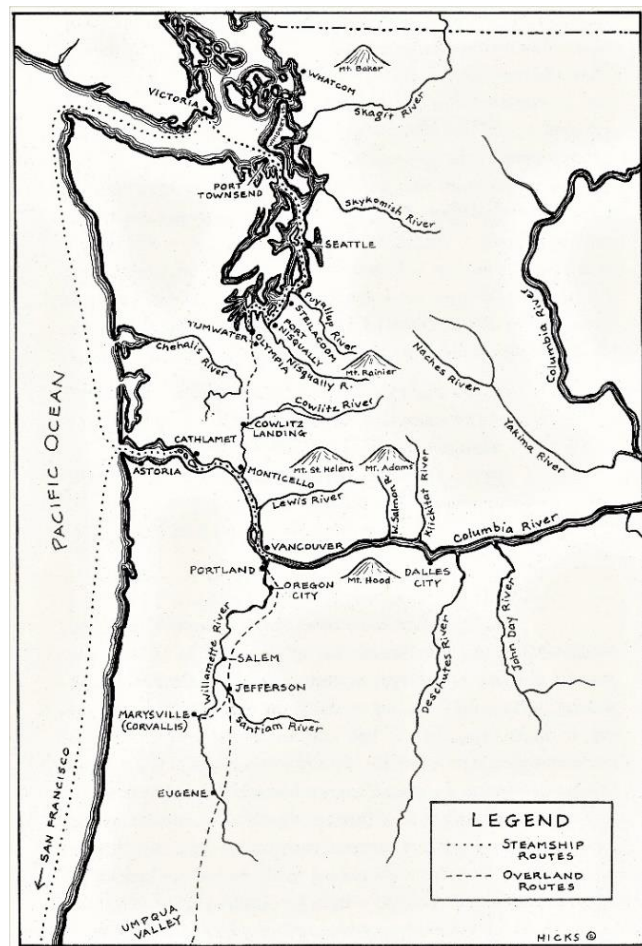 Mt. Baker
WHATCOM
VICTORIA
Skagit River
PORT
TOWNSEND
Skykomish River
SEATTLE
Puyallup River
STEILACOOM
FORT
NISQUALLY
TUMWATER
OLYMPIA
Nisqually R.
Chehalis River
Mt. Rainier
Naches River
Columbia River
Yakima River
Cowlitz River
COWLITZ
LANDING
CATHLAMET
ASTORIA
MONTICELLO
Mt. St. Helens
Mt. Adams
Klickitat River
Lewis River
W. Salmon R.
PACIFIC OCEAN
Columbia River
VANCOUVER
PORTLAND
DALLES
CITY
OREGON
CITY
Mt. Hood
Willamette River
Deschutes River
John Day River
SALEM
JEFFERSON
MARYSVILLE
(CORVALLIS)
Santiam River
EUGENE
SAN FRANCISCO
UMPQUA
VALLEY
LEGEND
STEAMSHIP
ROUTES
OVERLAND
ROUTES
HICKS ©